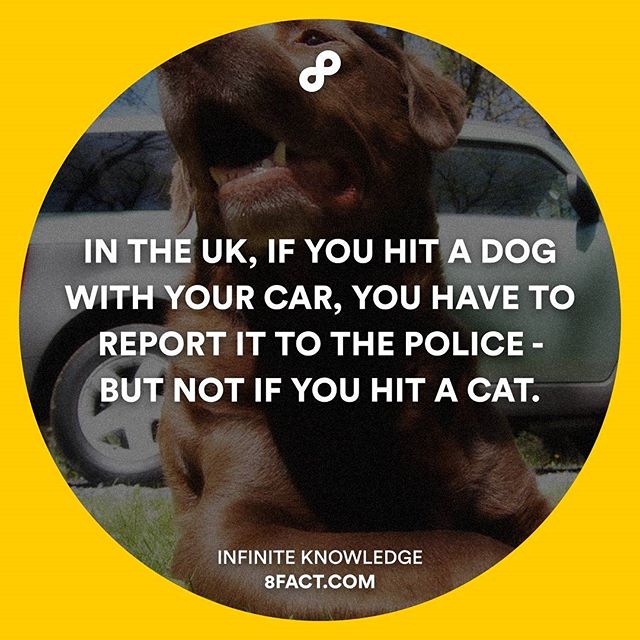 IN THE UK, IF YOU HIT A DOG
WITH YOUR CAR, YOU HAVE TO
REPORT IT TO THE POLICE -
BUT NOT IF YOU HIT A CAT.
INFINITE KNOWLEDGE
8FACT.COM